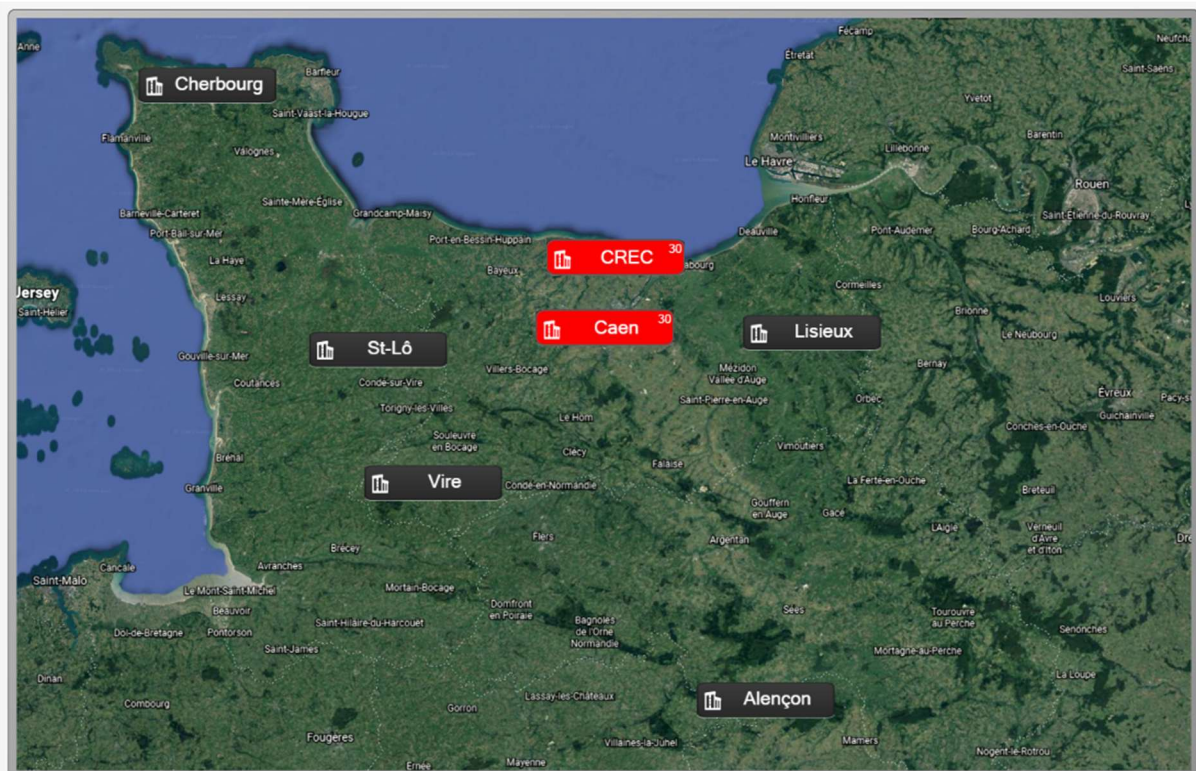 Anne
Fécamp
Neufcha
Étretat
Saint-Saëns
Cherbourg
Barfleur
Yvetot
Saint-Vaast-la-Hougue
Flamanville
Montivilliers
Barentin
Valognes
Lillebonne
Le Havre
Rouen
Sainte-Mère-Église
Honfleur
Barneville-Carteret
Grandcamp-Maisy
Saint-Étienne-du-Rouvray
Port-Bail-sur-Mer
Deauville
Pont-Audemer
Bourg-Achard
Port-en-Bessin-Huppain
CREC 30
La Haye
Bayeux
abourg
Cormeilles
Jersey
Lessay
Louviers
Saint-Hélier
Brionne
Caen 30
Lisieux
Le Neubourg
St-Lô
Gouville-sur-Mer
Bernay
Villers-Bocage
Mézidon
Vallée d'Auge
Coutances
Condé-sur-Vire
Évreux
Pacy-s
Saint-Pierre-en-Auge
Orbec
Torigny-les-Villes
Le Hom
Guichainville
Conches-en-Ouche
Souleuvre
en Bocage
Vimoutiers
Clécy
Bréhal
Falaise
Vire
Condé-en-Normandie
La Ferté-en-Ouche
Granville
Breteuil
Gouffern
en Auge
Gacé
L'Aigle
Verneuil
d'Avre
et d'Iton
Flers
Argentan
Dre
Brécey
Avranches
Cancale
Saint-Malo
Le Mont-Saint-Michel
Mortain-Bocage
Beauvoir
Domfront
en Poiraie
Sées
Tourouvre
au Perche
Saint-Hilaire-du-Harcouët
Bagnoles
de l'Orne
Normandie
Dol-de-Bretagne
Pontorson
Senonches
Saint-James
Mortagne-au-Perche
Dinan
La Loupe
Alençon
Lassay-les-Châteaux
Combourg
Gorron
Fougères
Villaines-la-Juhel
Mamers
Nogent-le-Rotrou
Ernée
Mayenne